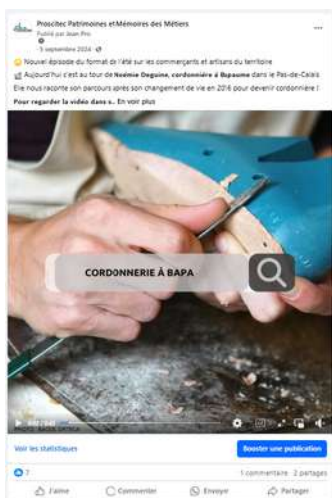 Proscitec Patrimoines et Mémoires des Métiers
Publié par Jean Pro
5 septembre 2024
Nouvel épisode du format de l'été sur les commerçants et artisans du territoire
Aujourd'hui c'est au tour de Noémie Deguine, cordonnière à Bapaume dans le Pas-de-Calais
Elle nous raconte son parcours après son changement de vie en 2016 pour devenir cordonnière !
Pour regarder la vidéo dans s... En voir plus
CORDONNERIE À BAPA
Voir les statistiques
Booster une publication
7
1 commentaire 2 partages
J'aime
Commenter
Envoyer
Partager